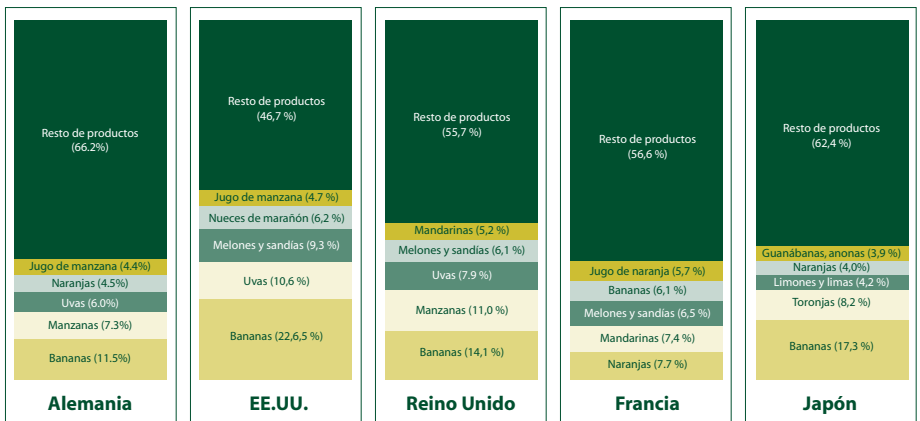 Resto de productos
(66.2%)
Jugo de manzana (4.4%)
Naranjas (4.5%)
Uvas (6.0%)
Manzanas (7.3%)
Bananas (11.5%)
Alemania
Resto de productos
(46,7 %)
Jugo de manzana (4.7 %)
Nueces de marañón (6,2 %)
Melones y sandías (9,3 %)
Uvas (10,6 %)
Bananas (22,6,5 %)
EE.UU.
Resto de productos
(55,7 %)
Mandarinas (5,2 %)
Melones y sandías (6,1 %)
Uvas (7.9 %)
Manzanas (11,0 %)
Bananas (14,1 %)
Reino Unido
Resto de productos
(56,6 %)
Jugo de naranja (5,7 %)
Bananas (6,1 %)
Melones y sandías (6,5 %)
Mandarinas (7,4 %)
Naranjas (7.7 %)
Francia
Resto de productos
(62,4 %)
Guanábanas, anonas (3,9 %)
Naranjas (4,0%)
Limones y limas (4,2 %)
Toronjas (8,2 %)
Bananas (17,3 %)
Japón